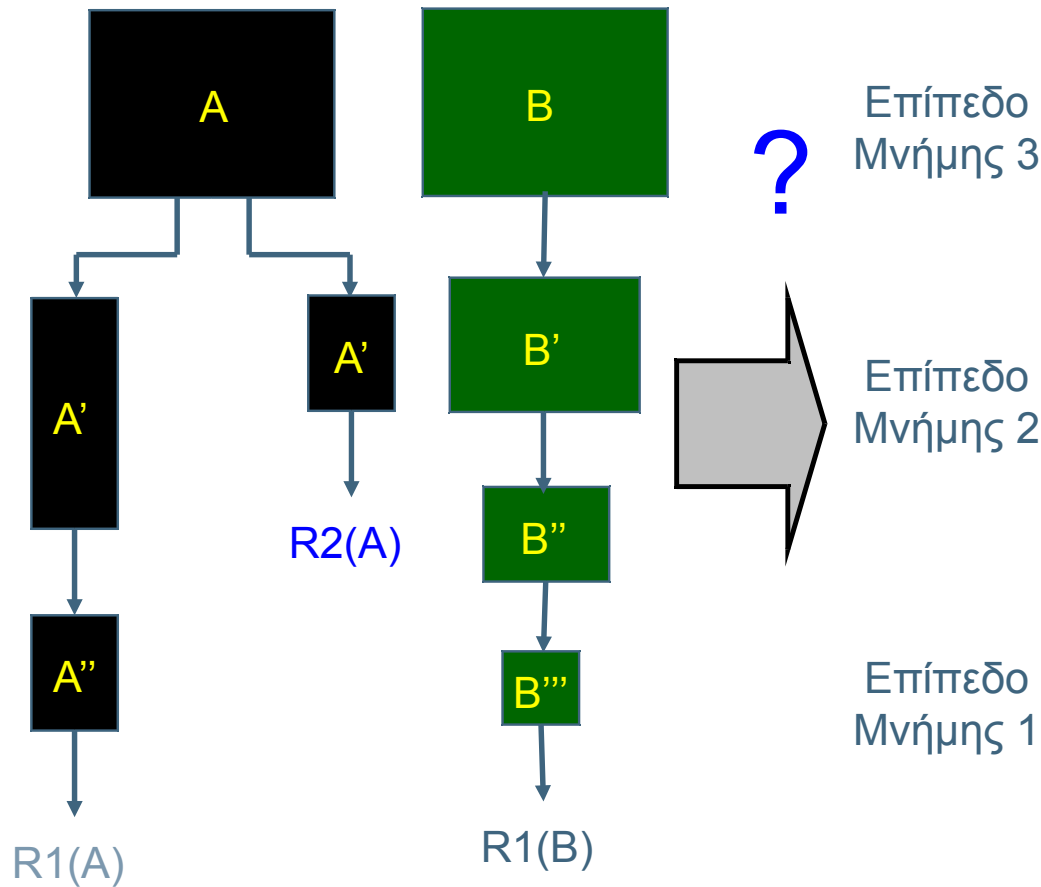 A
B
?
Επίπεδο
Μνήμης 3
A'
A'
B'
Επίπεδο
Μνήμης 2
R2(A)
B''
A''
B'''
Επίπεδο
Μνήμης 1
R1(A)
R1(B)